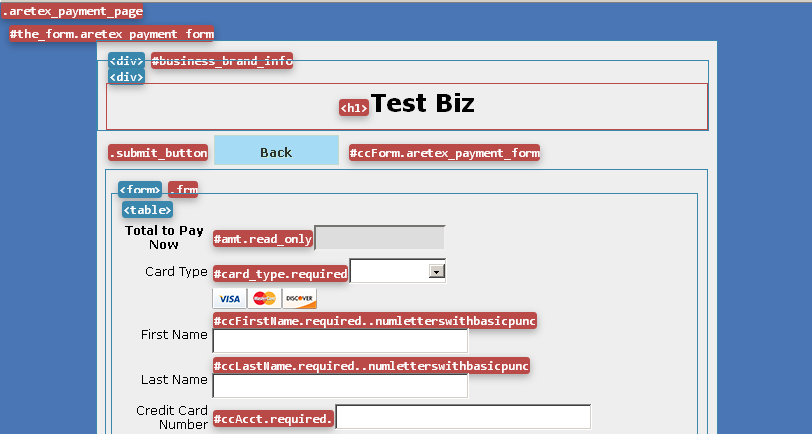 .aretex_payment_page
#the_form.aretex_payment_form
<div> #business_brand_info
<div>
<h1> Test Biz
.submit_button Back #ccForm.aretex_payment_form
<form> .frm
<table>
Total to Pay
Now
#amt.read_only
Card Type #card_type.required
VISA MasterCard DISCOVER
#ccFirstName.required..numletterswithbasicpunc
First Name
#ccLastName.required..numletterswithbasicpunc
Last Name
Credit Card
Number
#ccAcct.required.